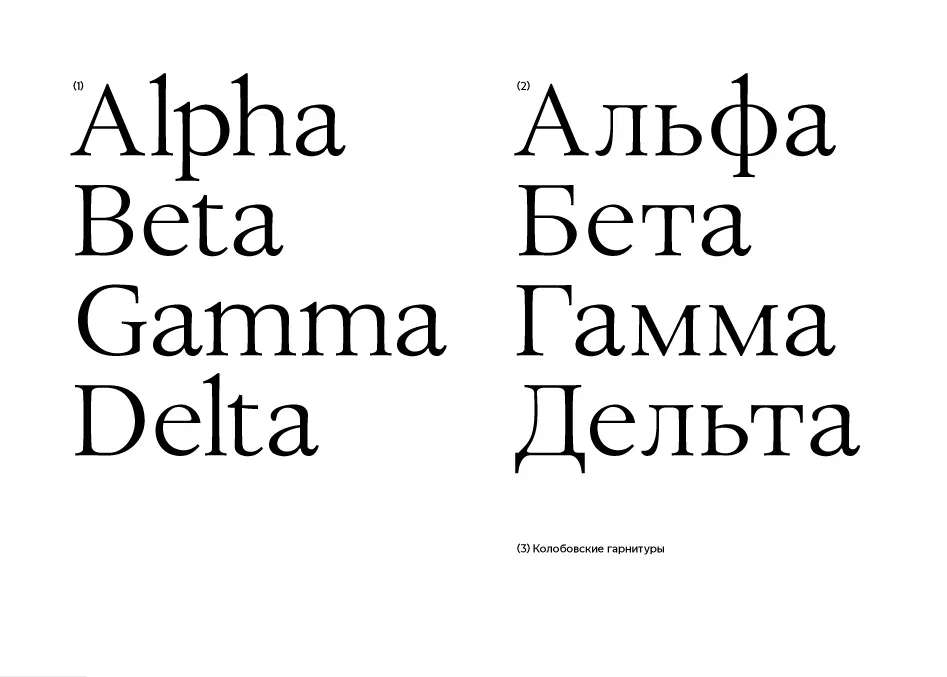 (1) Alpha
Beta
Gamma
Delta
(2) Альфа
Бета
Гамма
Дельта
(3) Колобовские гарнитуры